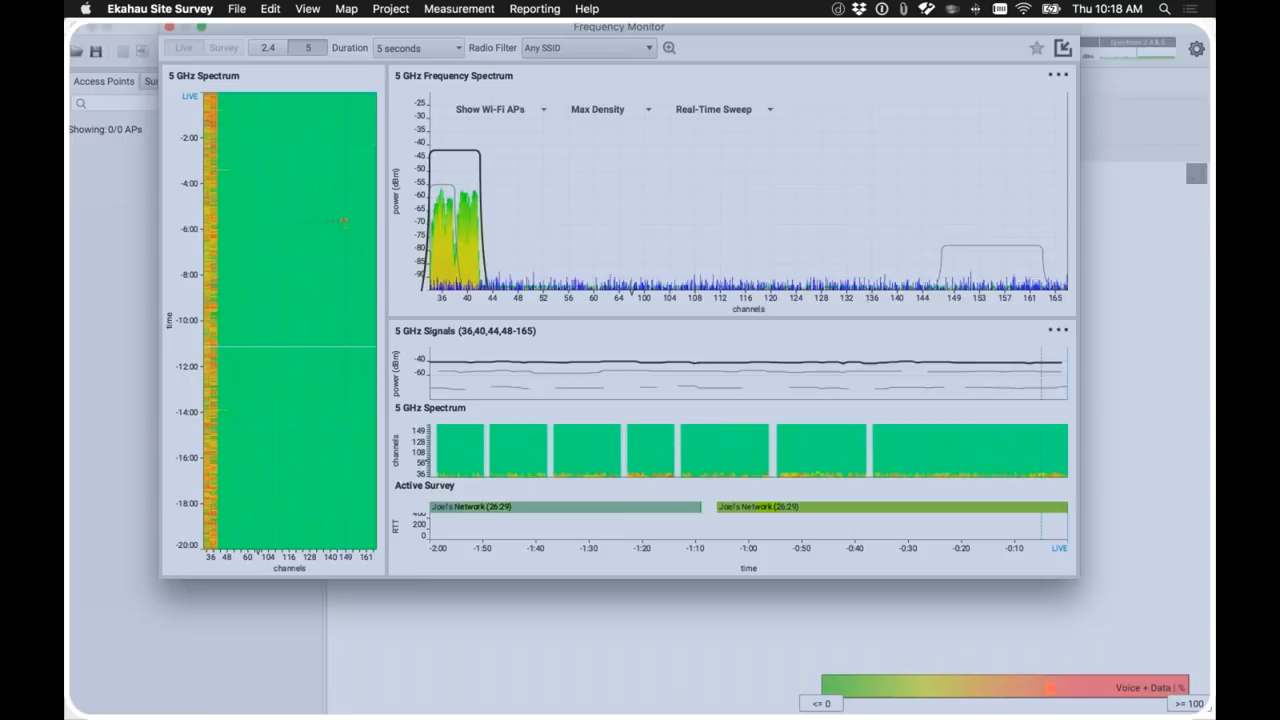 Ekahau Site Survey File Edit View Map Project Measurement Reporting Help Thu 10:18 AM
Frequency Monitor
Live Survey 2.4 5 Duration 5 seconds Radio Filter Any SSID
Spectrum 2.4 & 5
Access Points Sur
Showing: 0/0 APs
5 GHz Spectrum
LIVE
-2:00
-4:00
-6:00
-8:00
-10:00
-12:00
-14:00
-16:00
-18:00
-20:00
time
36 48 60 104 116 128 140 149 161
channels
5 GHz Frequency Spectrum
Show Wi-Fi APs Max Density Real-Time Sweep
-25
-30
-35
-40
-45
-50
-55
-60
-65
-70
-75
-80
-85
-90
power (dBm)
36 40 44 48 52 56 60 64 100 104 108 112 116 120 124 128 132 136 140 144 149 153 157 161 165
channels
5 GHz Signals (36,40,44,48-165)
-40
-60
power (dBm)
5 GHz Spectrum
149
128
108
56
36
channels
Active Survey
Joel's Network (26:29) Joel's Network (26:29)
400
200
0
RTT
-2:00 -1:50 -1:40 -1:30 -1:20 -1:10 -1:00 -0:50 -0:40 -0:30 -0:20 -0:10 LIVE
time
Voice + Data | %
<= 0 >= 100